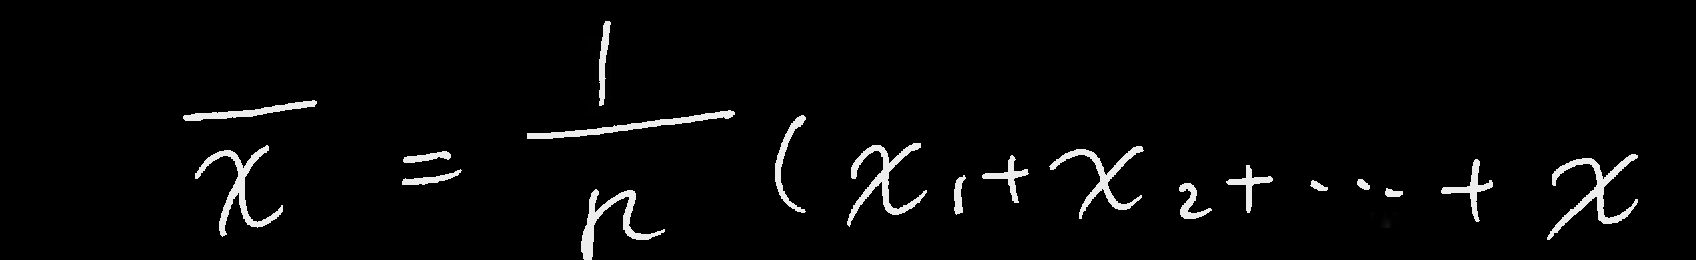 x̄ = 1/n (x₁ + x₂ + ⋯ + x